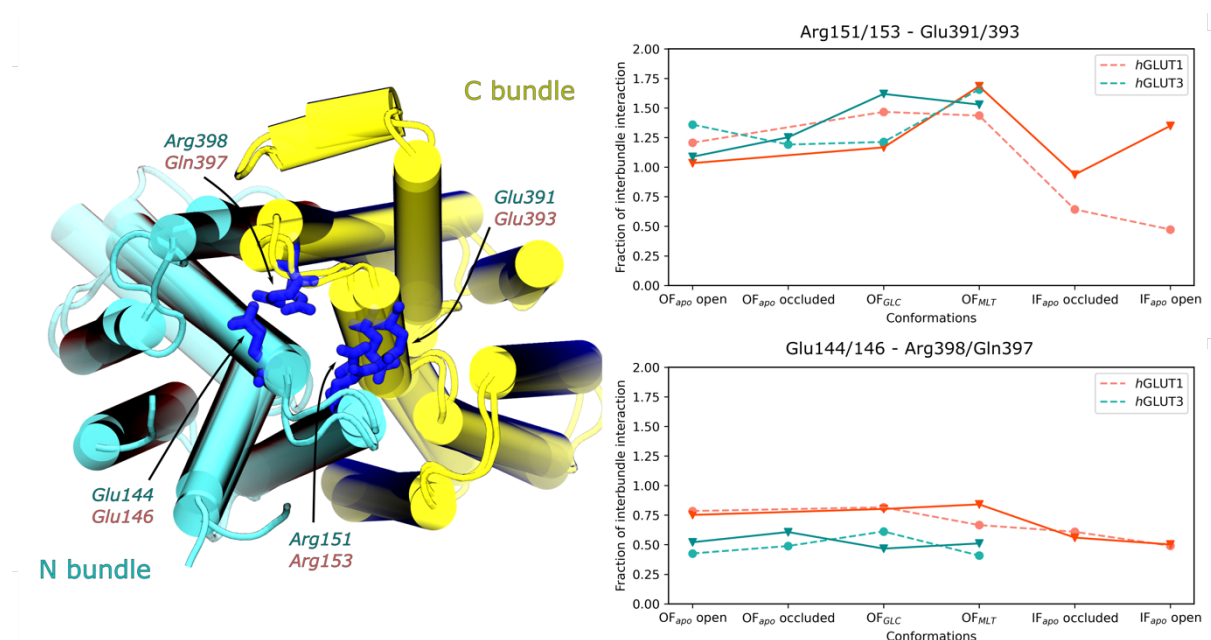 C bundle
Arg398
Gln397
Glu391
Glu393
Glu144
Glu146
Arg151
Arg153
N bundle
Arg151/153 - Glu391/393
hGLUT1
hGLUT3
Fraction of interbundle interaction
2.00
1.75
1.50
1.25
1.00
0.75
0.50
0.25
0.00
OFapo open OFapo occluded OFGLC OFMLT IFapo occluded IFapo open
Conformations
Glu144/146 - Arg398/Gln397
hGLUT1
hGLUT3
Fraction of interbundle interaction
2.00
1.75
1.50
1.25
1.00
0.75
0.50
0.25
0.00
OFapo open OFapo occluded OFGLC OFMLT IFapo occluded IFapo open
Conformations